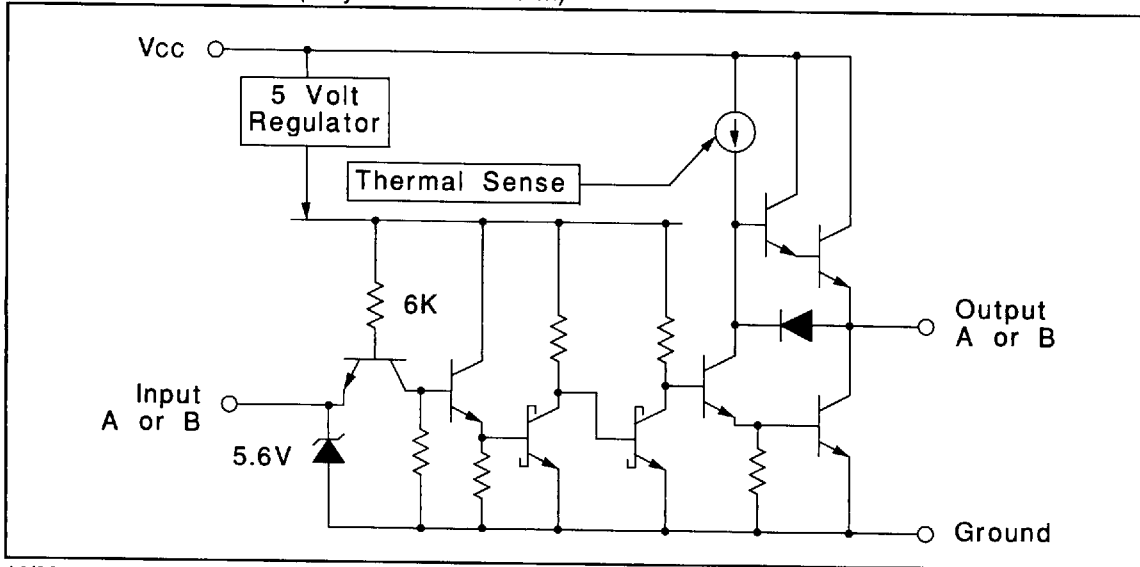 Vcc
5 Volt
Regulator
Thermal Sense
6K
Output
A or B
Input
A or B
5.6V
Ground